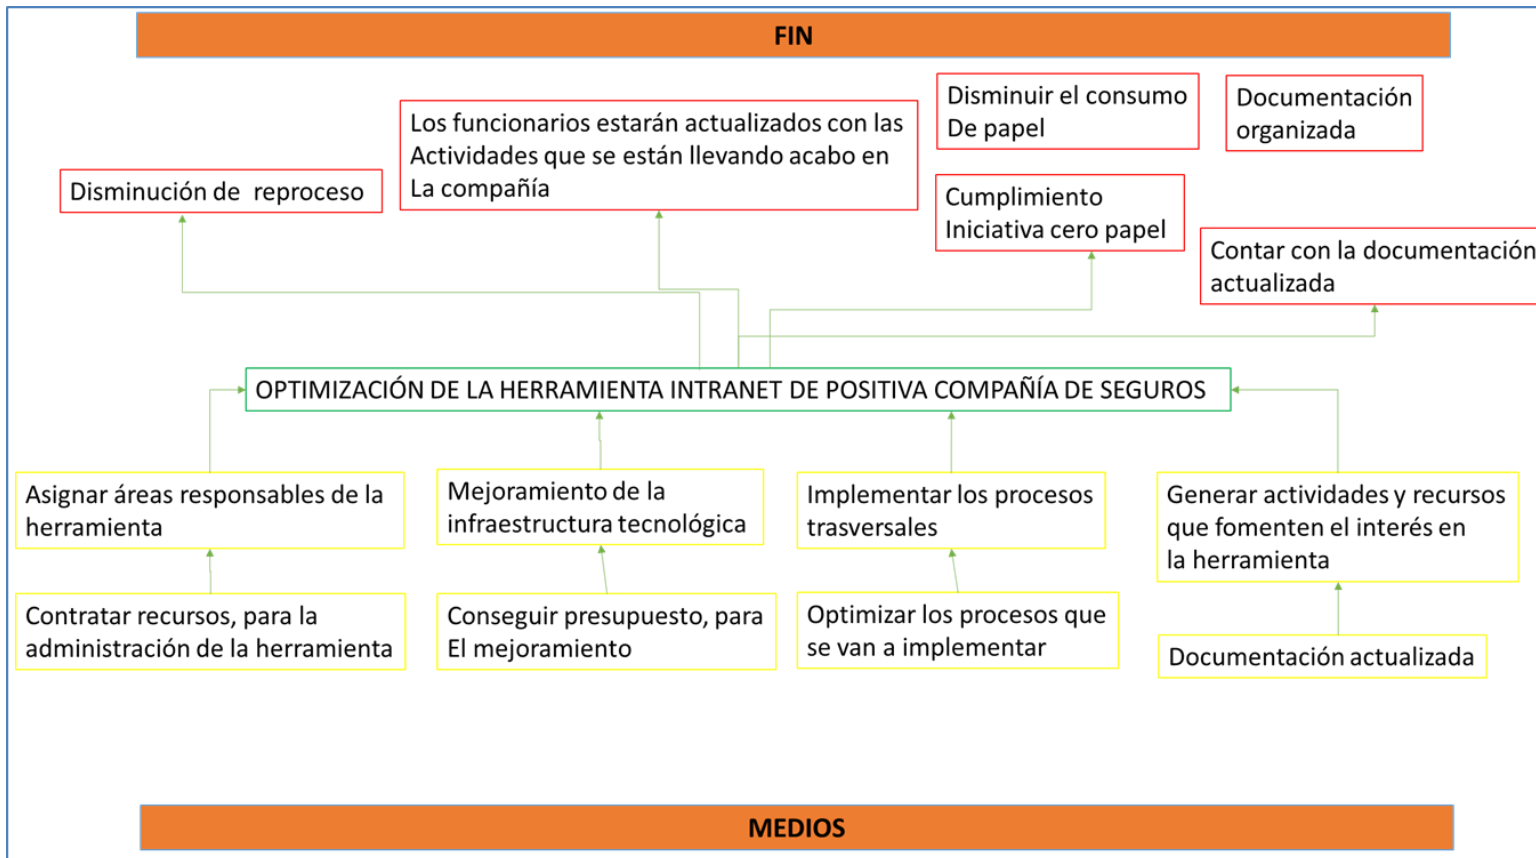 FIN
Disminución de reproceso
Los funcionarios estarán actualizados con las
Actividades que se están llevando acabo en
La compañía
Disminuir el consumo
De papel
Documentación
organizada
Cumplimiento
Iniciativa cero papel
Contar con la documentación
actualizada
OPTIMIZACIÓN DE LA HERRAMIENTA INTRANET DE POSITIVA COMPAÑÍA DE SEGUROS
Asignar áreas responsables de la
herramienta
Mejoramiento de la
infraestructura tecnológica
Implementar los procesos
trasversales
Generar actividades y recursos
que fomenten el interés en
la herramienta
Contratar recursos, para la
administración de la herramienta
Conseguir presupuesto, para
El mejoramiento
Optimizar los procesos que
se van a implementar
Documentación actualizada
MEDIOS